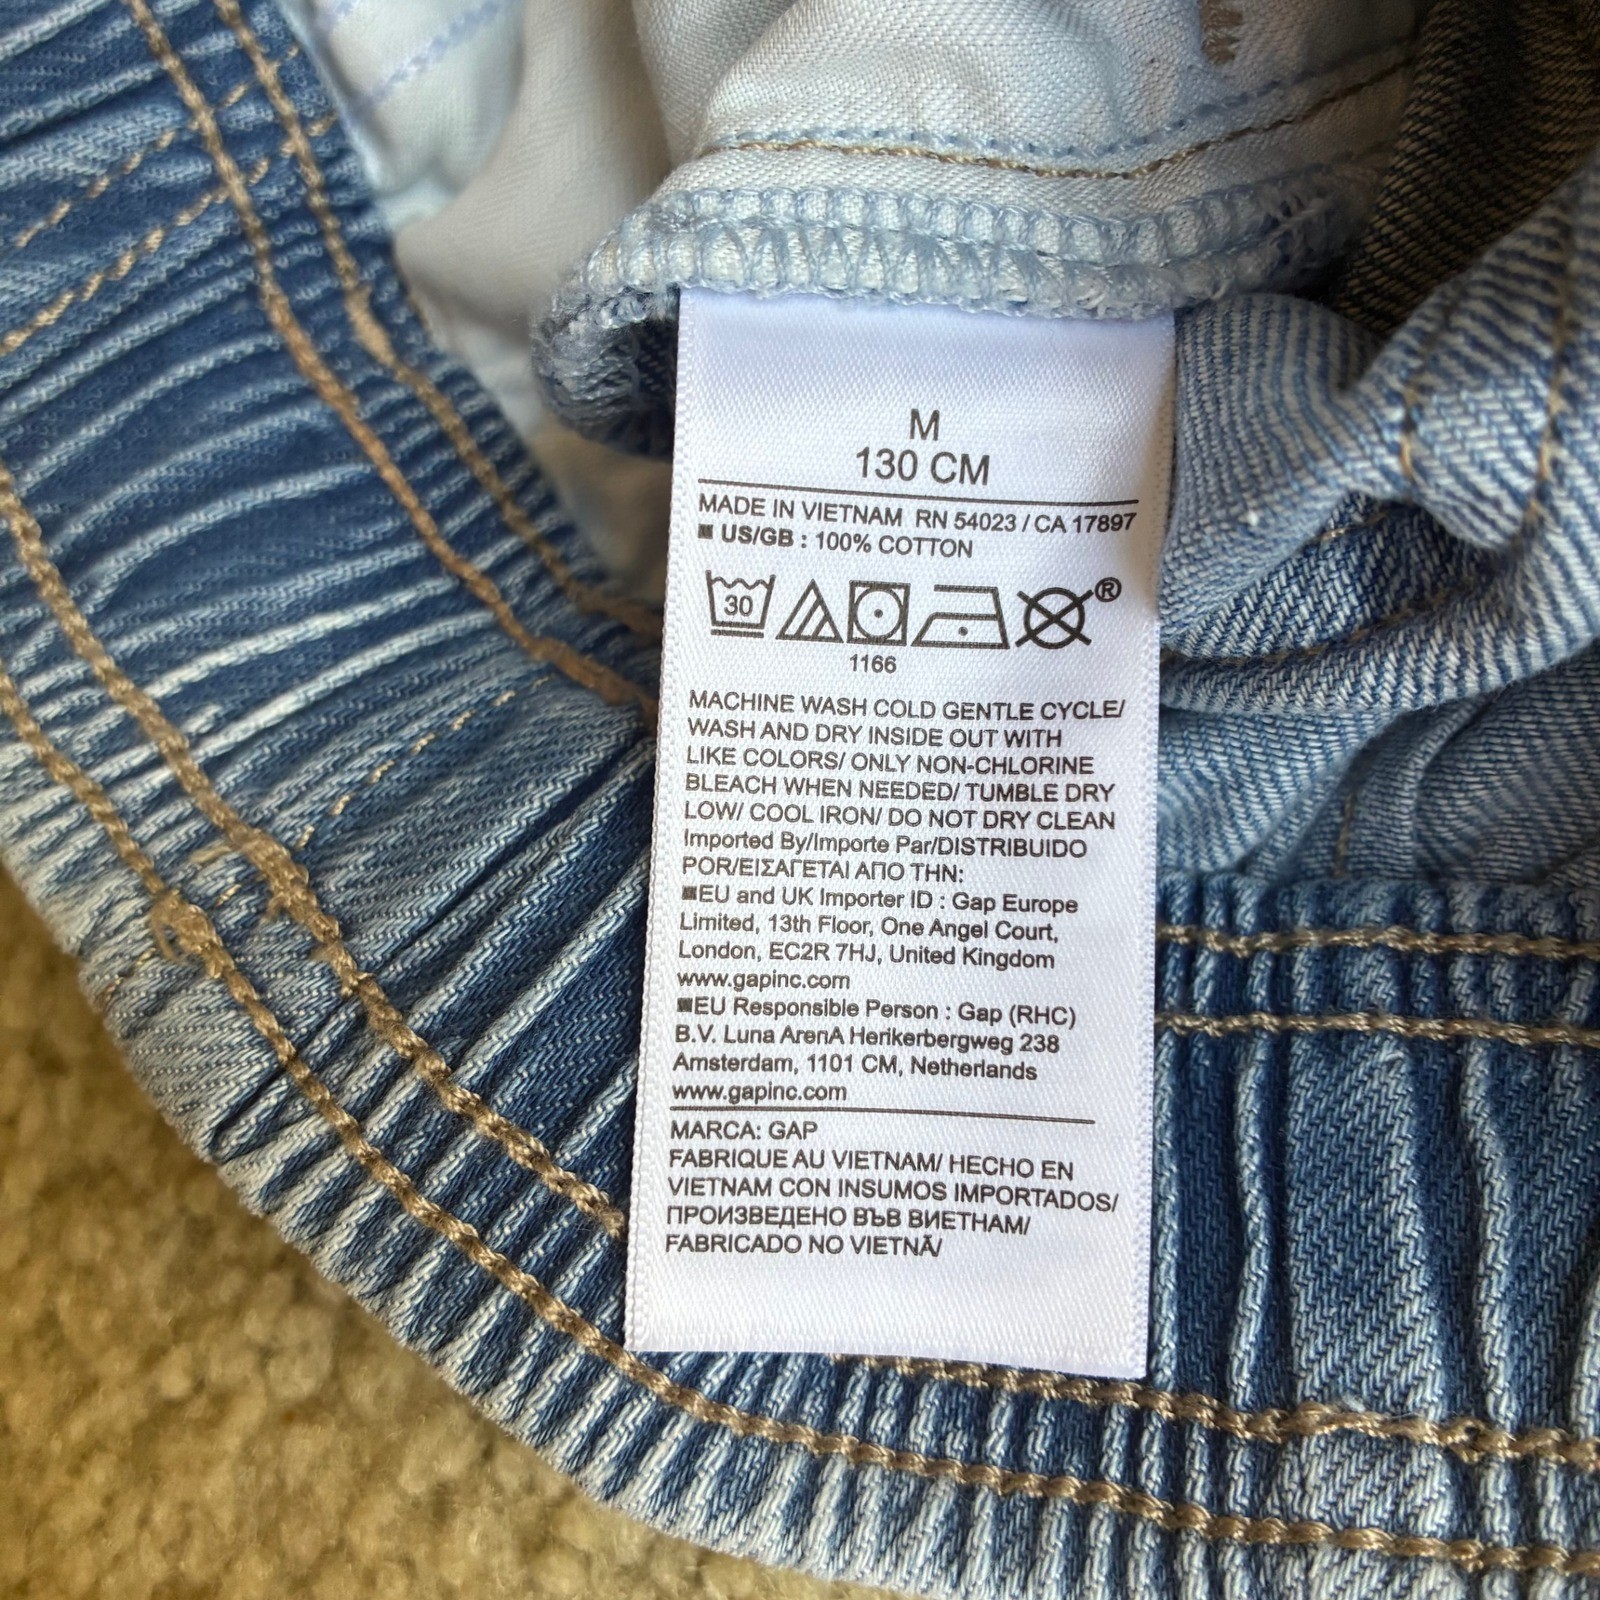 M
130 CM
MADE IN VIETNAM RN 54023 / CA 17897
US/GB : 100% COTTON
30
®
1166
MACHINE WASH COLD GENTLE CYCLE/
WASH AND DRY INSIDE OUT WITH
LIKE COLORS/ ONLY NON-CHLORINE
BLEACH WHEN NEEDED/ TUMBLE DRY
LOW/ COOL IRON/ DO NOT DRY CLEAN
Imported By/Importe Par/DISTRIBUIDO
POR/ΕΙΣΑΓΕΤΑΙ ΑΠΟ ΤΗΝ:
EU and UK Importer ID : Gap Europe
Limited, 13th Floor, One Angel Court,
London, EC2R 7HJ, United Kingdom
www.gapinc.com
EU Responsible Person : Gap (RHC)
B.V. Luna ArenA Herikerbergweg 238
Amsterdam, 1101 CM, Netherlands
www.gapinc.com
MARCA: GAP
FABRIQUE AU VIETNAM/ HECHO EN
VIETNAM CON INSUMOS IMPORTADOS/
ПРОИЗВЕДЕНО ВЪВ ВИЕТНАМ/
FABRICADO NO VIETNÃ/